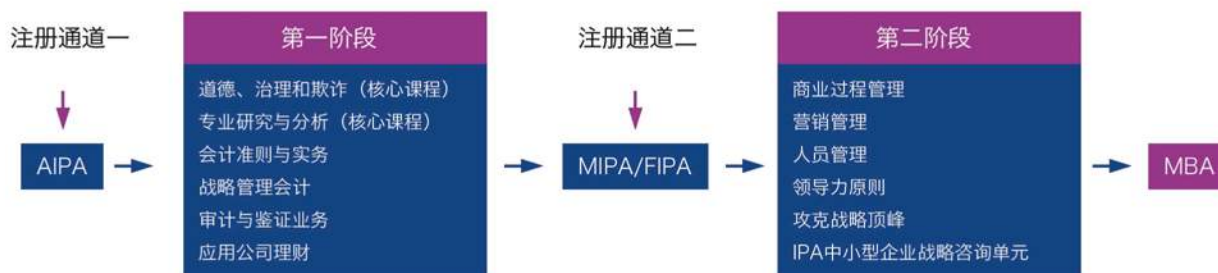 注册通道一
AIPA
第一阶段
道德、治理和欺诈（核心课程）
专业研究与分析（核心课程）
会计准则与实务
战略管理会计
审计与鉴证业务
应用公司理财
注册通道二
MIPA/FIPA
第二阶段
商业过程管理
营销管理
人员管理
领导力原则
攻克战略顶峰
IPA中小型企业战略咨询单元
MBA